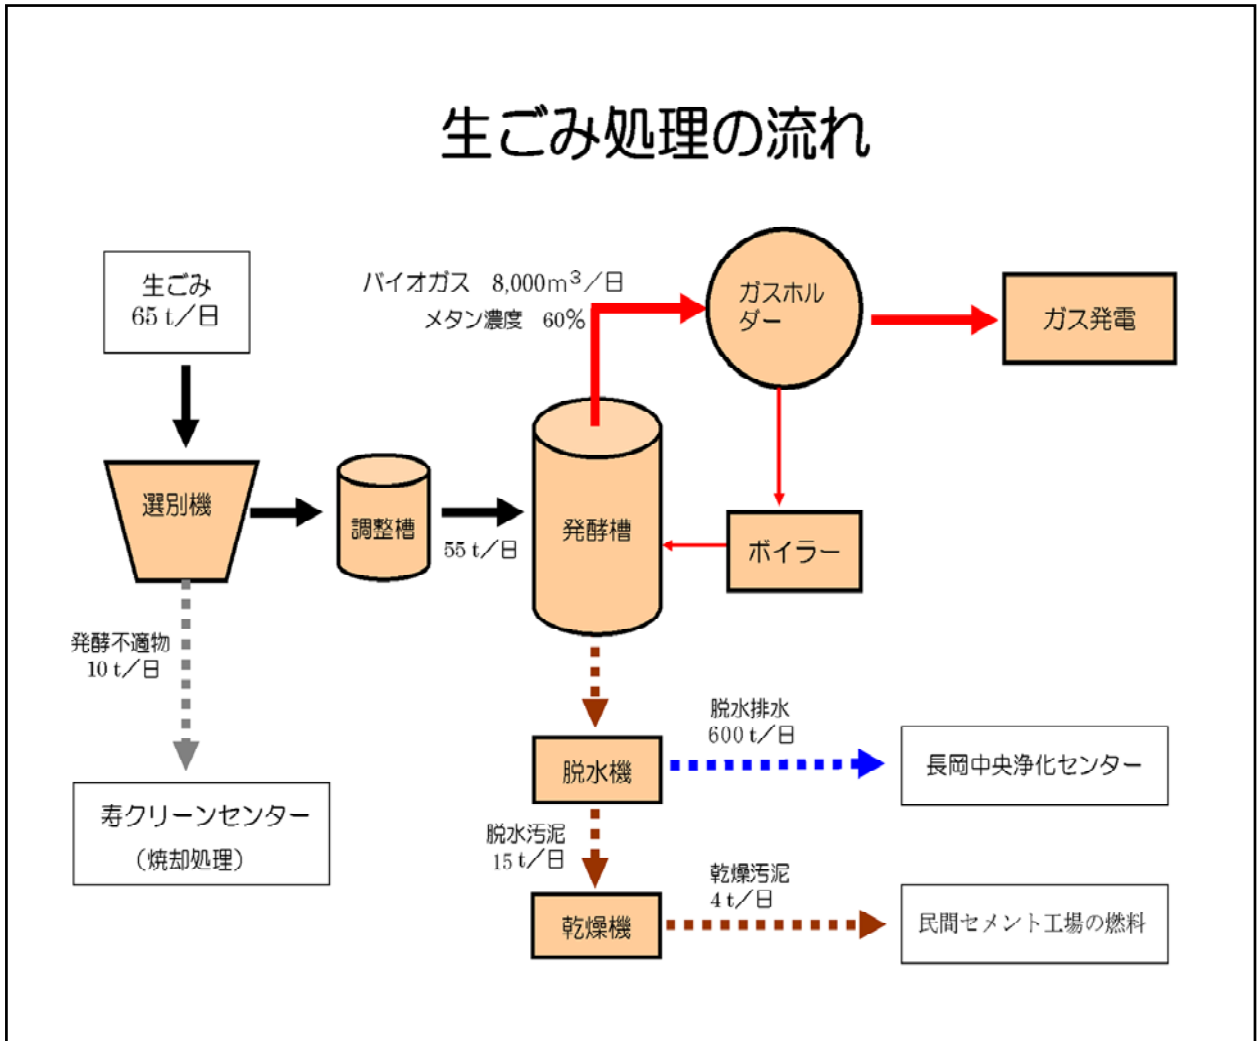 生ごみ処理の流れ
生ごみ
65 t／日
バイオガス 8,000m³／日
メタン濃度 60%
ガスホル
ダー
ガス発電
選別機
調整槽
55 t／日
発酵槽
ボイラー
発酵不適物
10 t／日
寿クリーンセンター
（焼却処理）
脱水機
脱水排水
600 t／日
長岡中央浄化センター
脱水汚泥
15 t／日
乾燥機
乾燥汚泥
4 t／日
民間セメント工場の燃料